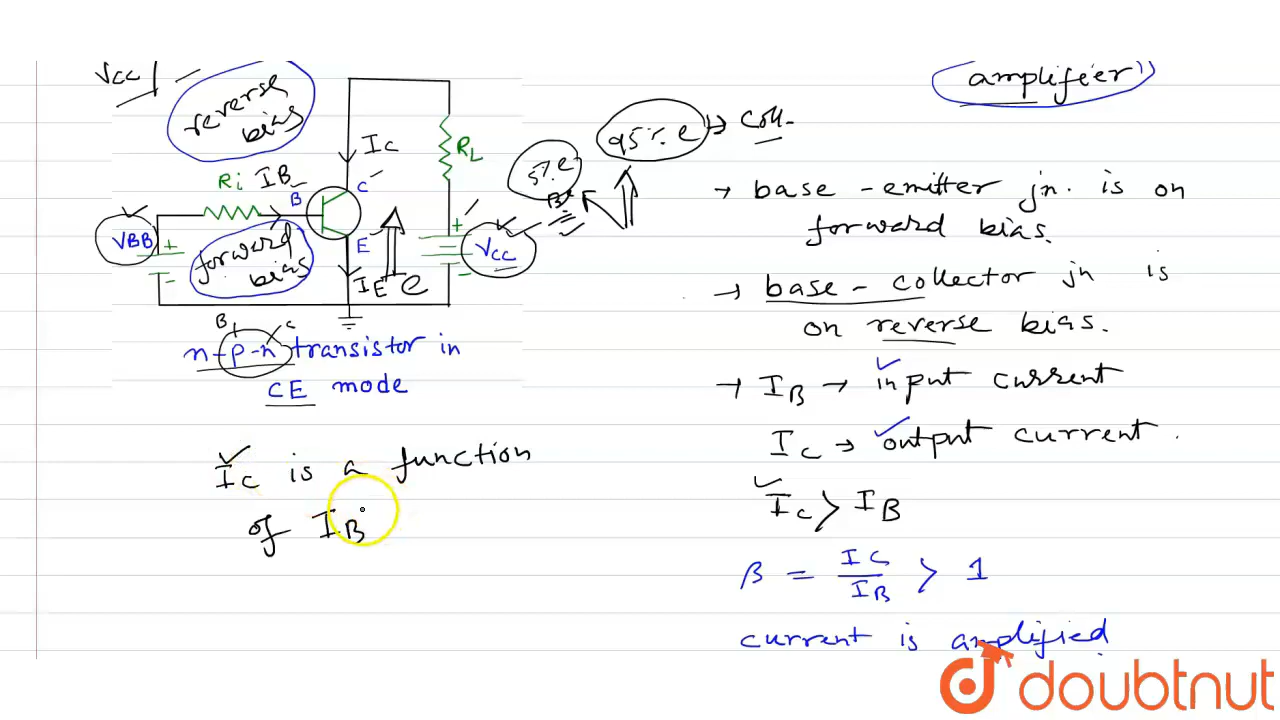 VCC
reverse
bias
IC
RL
Ri
IB
B
C
E
VBB
+
-
forward
bias
IE
e
+
VCC
-
5% e
95% e → Coll-
B
B
C
n-p-n transistor in
CE mode
IC is a function
of IB
amplifier
→ base-emitter jn. is on
forward bias.
→ base-collector jn is
on reverse bias.
→ IB → input current
IC → output current.
IC > IB
β = IC/IB > 1
current is amplified.
doubtnut